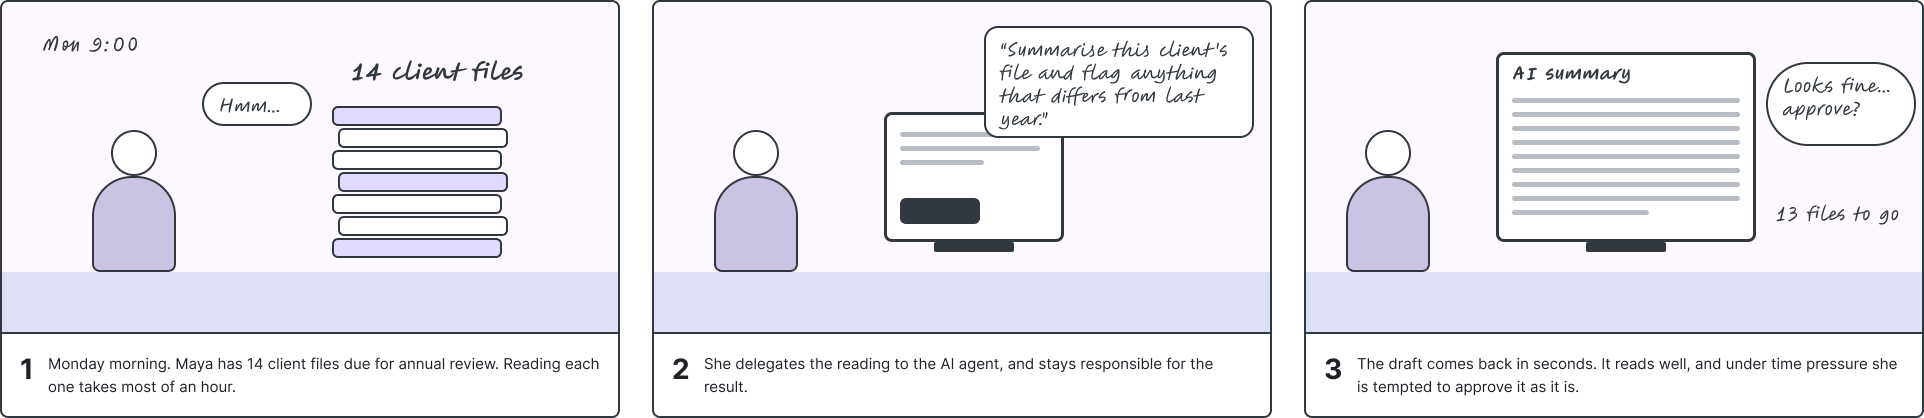 Mon 9:00
14 client files
Hmm...
1 Monday morning. Maya has 14 client files due for annual review. Reading each
one takes most of an hour.
"Summarise this client's
file and flag anything
that differs from last
year."
2 She delegates the reading to the AI agent, and stays responsible for the
result.
AI summary
Looks fine...
approve?
13 files to go
3 The draft comes back in seconds. It reads well, and under time pressure she
is tempted to approve it as it is.